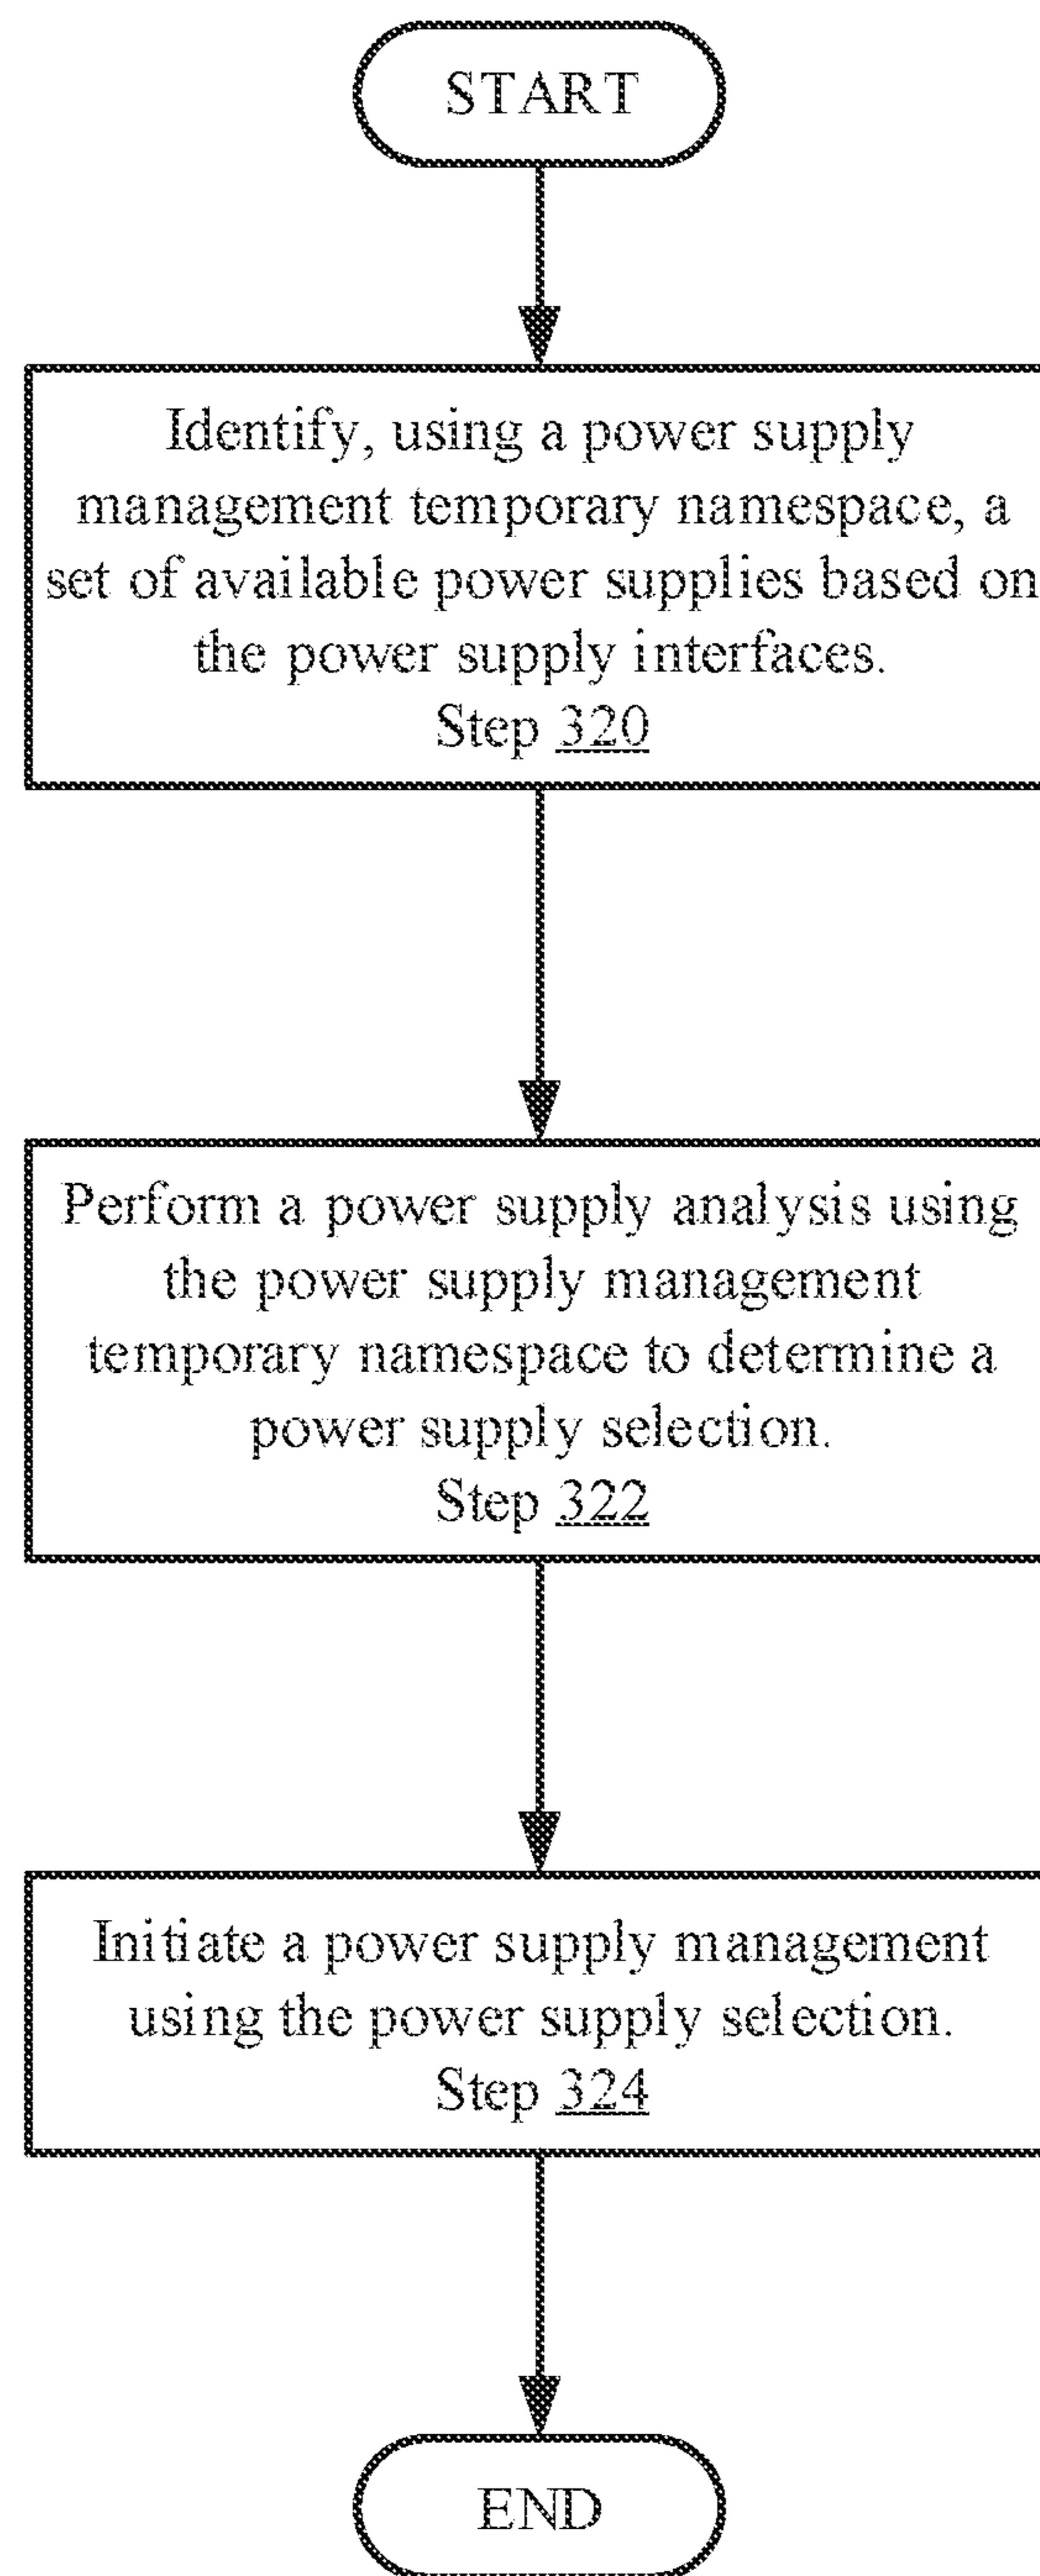 START
Identify, using a power supply
management temporary namespace, a
set of available power supplies based on
the power supply interfaces.
Step 320
Perform a power supply analysis using
the power supply management
temporary namespace to determine a
power supply selection.
Step 322
Initiate a power supply management
using the power supply selection.
Step 324
END